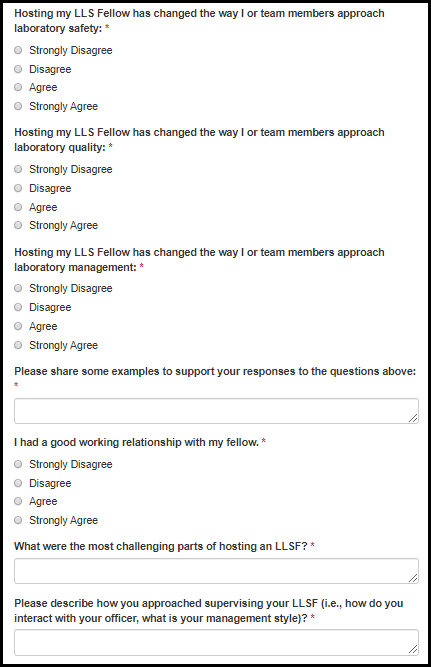 Hosting my LLS Fellow has changed the way I or team members approach
laboratory safety: *
Strongly Disagree
Disagree
Agree
Strongly Agree
Hosting my LLS Fellow has changed the way I or team members approach
laboratory quality: *
Strongly Disagree
Disagree
Agree
Strongly Agree
Hosting my LLS Fellow has changed the way I or team members approach
laboratory management: *
Strongly Disagree
Disagree
Agree
Strongly Agree
Please share some examples to support your responses to the questions above:
*
I had a good working relationship with my fellow. *
Strongly Disagree
Disagree
Agree
Strongly Agree
What were the most challenging parts of hosting an LLSF? *
Please describe how you approached supervising your LLSF (i.e., how do you
interact with your officer, what is your management style)? *